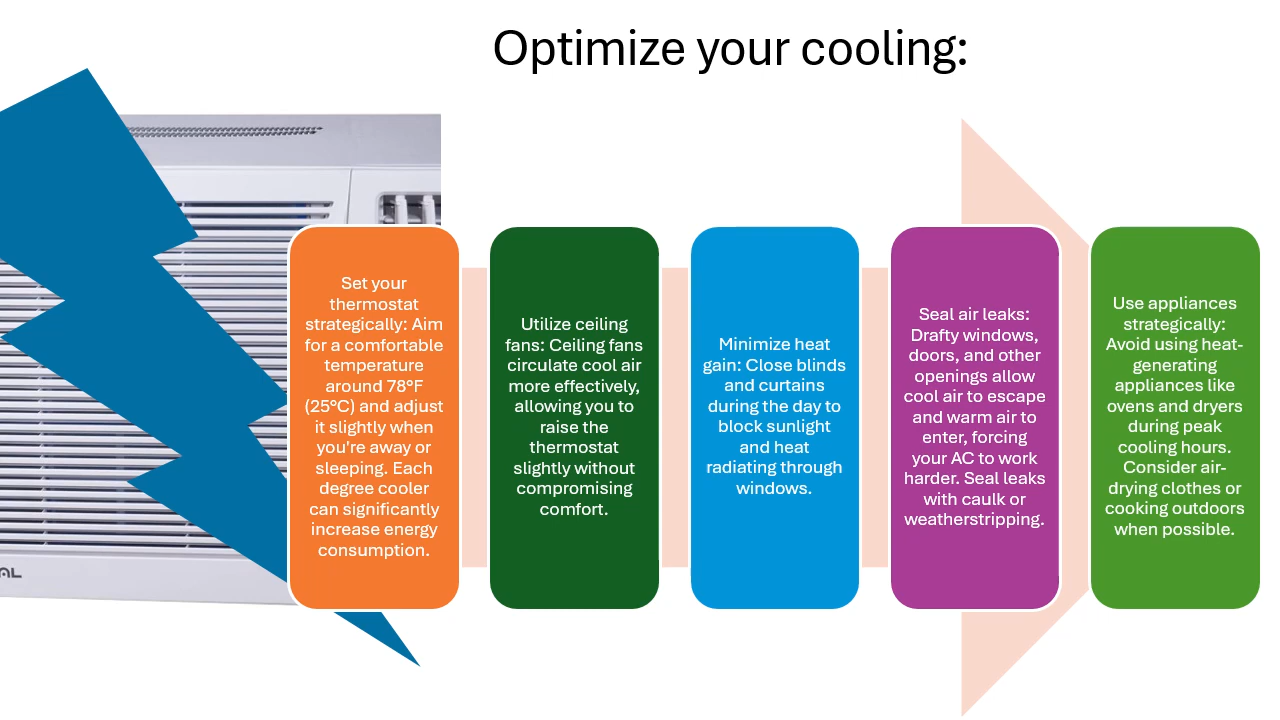 Optimize your cooling:
Set your
thermostat
strategically: Aim
for a comfortable
temperature
around 78°F
(25°C) and adjust
it slightly when
you're away or
sleeping. Each
degree cooler
can significantly
increase energy
consumption.
Utilize ceiling
fans: Ceiling fans
circulate cool air
more effectively,
allowing you to
raise the
thermostat
slightly without
compromising
comfort.
Minimize heat
gain: Close blinds
and curtains
during the day to
block sunlight
and heat
radiating through
windows.
Seal air leaks:
Drafty windows,
doors, and other
openings allow
cool air to escape
and warm air to
enter, forcing
your AC to work
harder. Seal leaks
with caulk or
weatherstripping.
Use appliances
strategically:
Avoid using heat-
generating
appliances like
ovens and dryers
during peak
cooling hours.
Consider air-
drying clothes or
cooking outdoors
when possible.